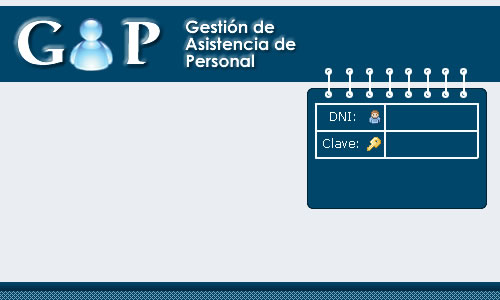 G P
Gestión de
Asistencia de
Personal
DNI:
Clave: